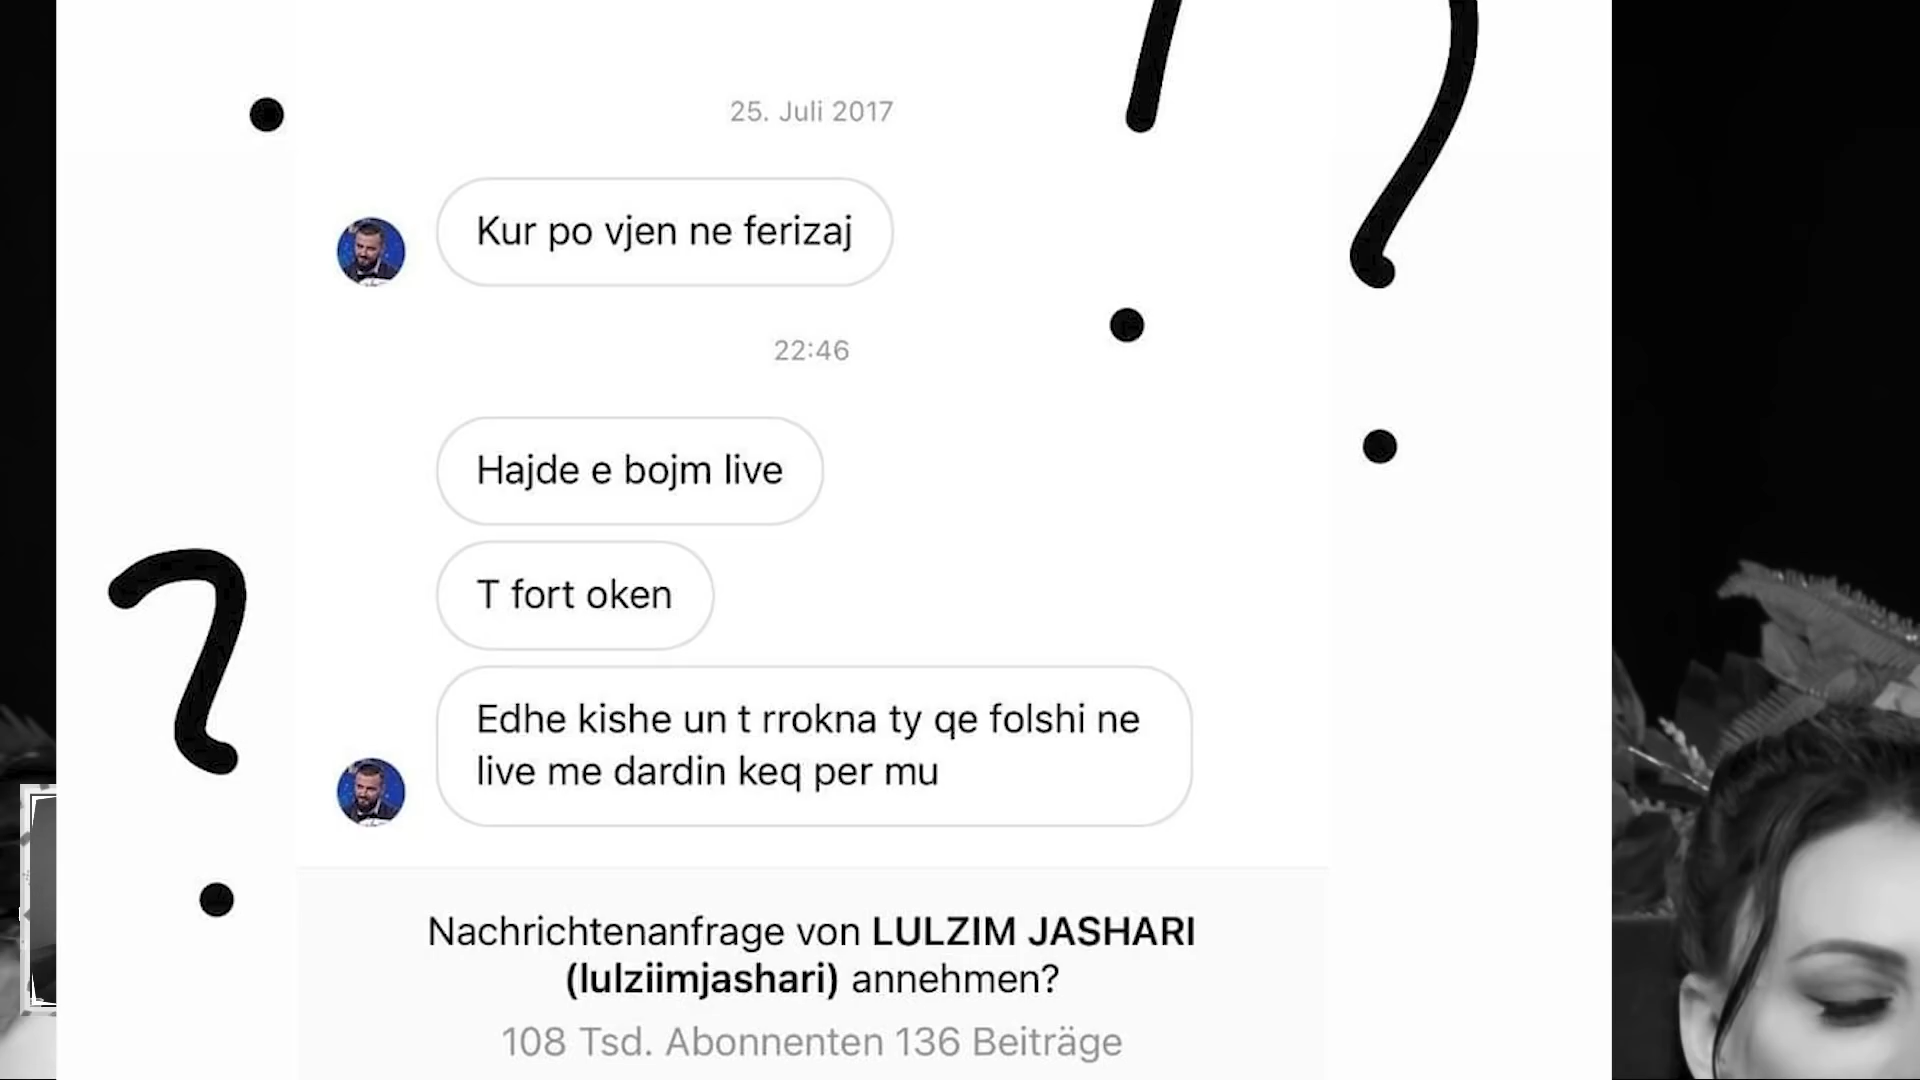 25. Juli 2017
Kur po vjen ne ferizaj
22:46
Hajde e bojm live
T fort oken
Edhe kishe un t rrokna ty qe folshi ne
live me dardin keq per mu
Nachrichtenanfrage von LULZIM JASHARI
(lulziimjashari) annehmen?
108 Tsd. Abonnenten 136 Beiträge